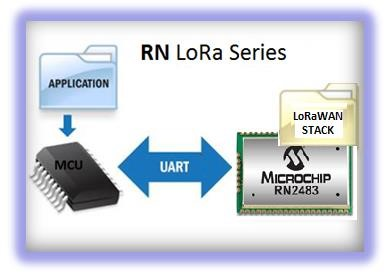 RN LoRa Series
APPLICATION
LoRaWAN
STACK
MCU
UART
MICROCHIP
RN2483